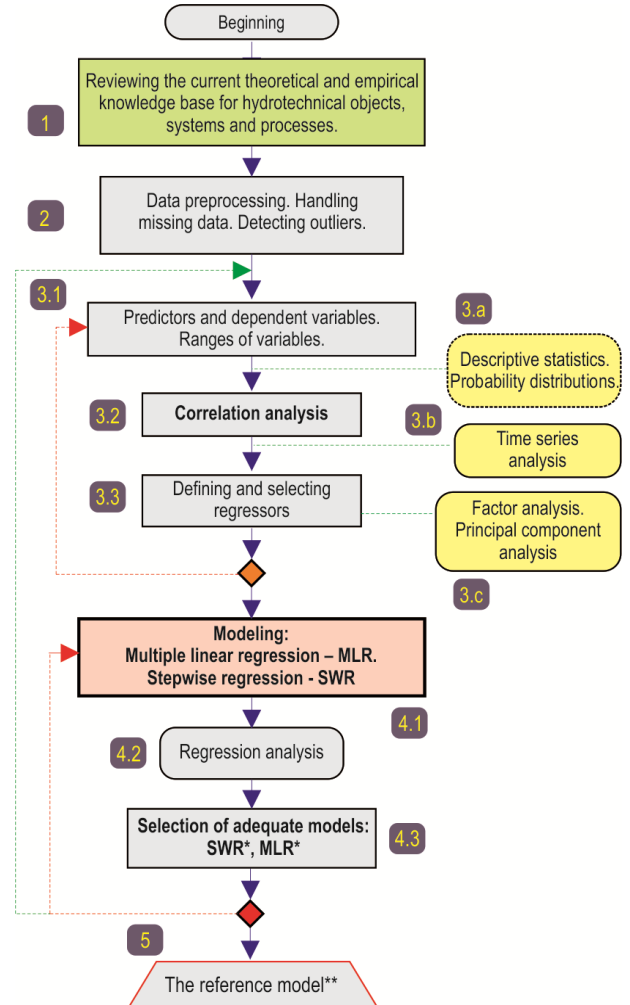 Beginning
1
Reviewing the current theoretical and empirical
knowledge base for hydrotechnical objects,
systems and processes.
2
Data preprocessing. Handling
missing data. Detecting outliers.
3.1
Predictors and dependent variables.
Ranges of variables.
3.a
Descriptive statistics.
Probability distributions.
3.2
Correlation analysis
3.b
Time series
analysis
3.3
Defining and selecting
regressors
Factor analysis.
Principal component
analysis
3.c
Modeling:
Multiple linear regression – MLR.
Stepwise regression - SWR
4.1
4.2
Regression analysis
Selection of adequate models:
SWR*, MLR*
4.3
5
The reference model**